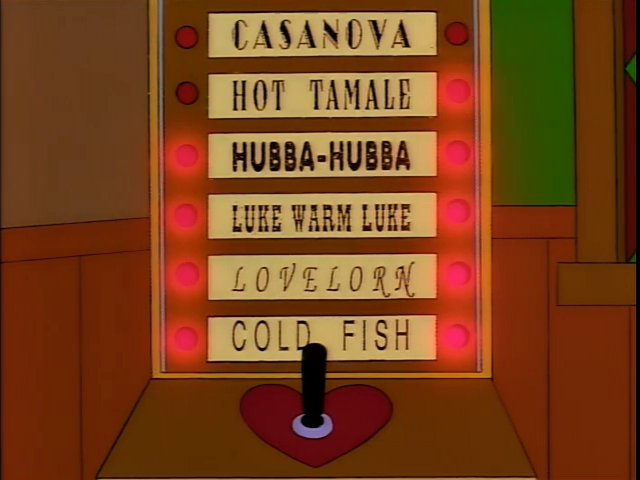 CASANOVA
HOT TAMALE
HUBBA-HUBBA
LUKE WARM LUKE
LOVELORN
COLD FISH